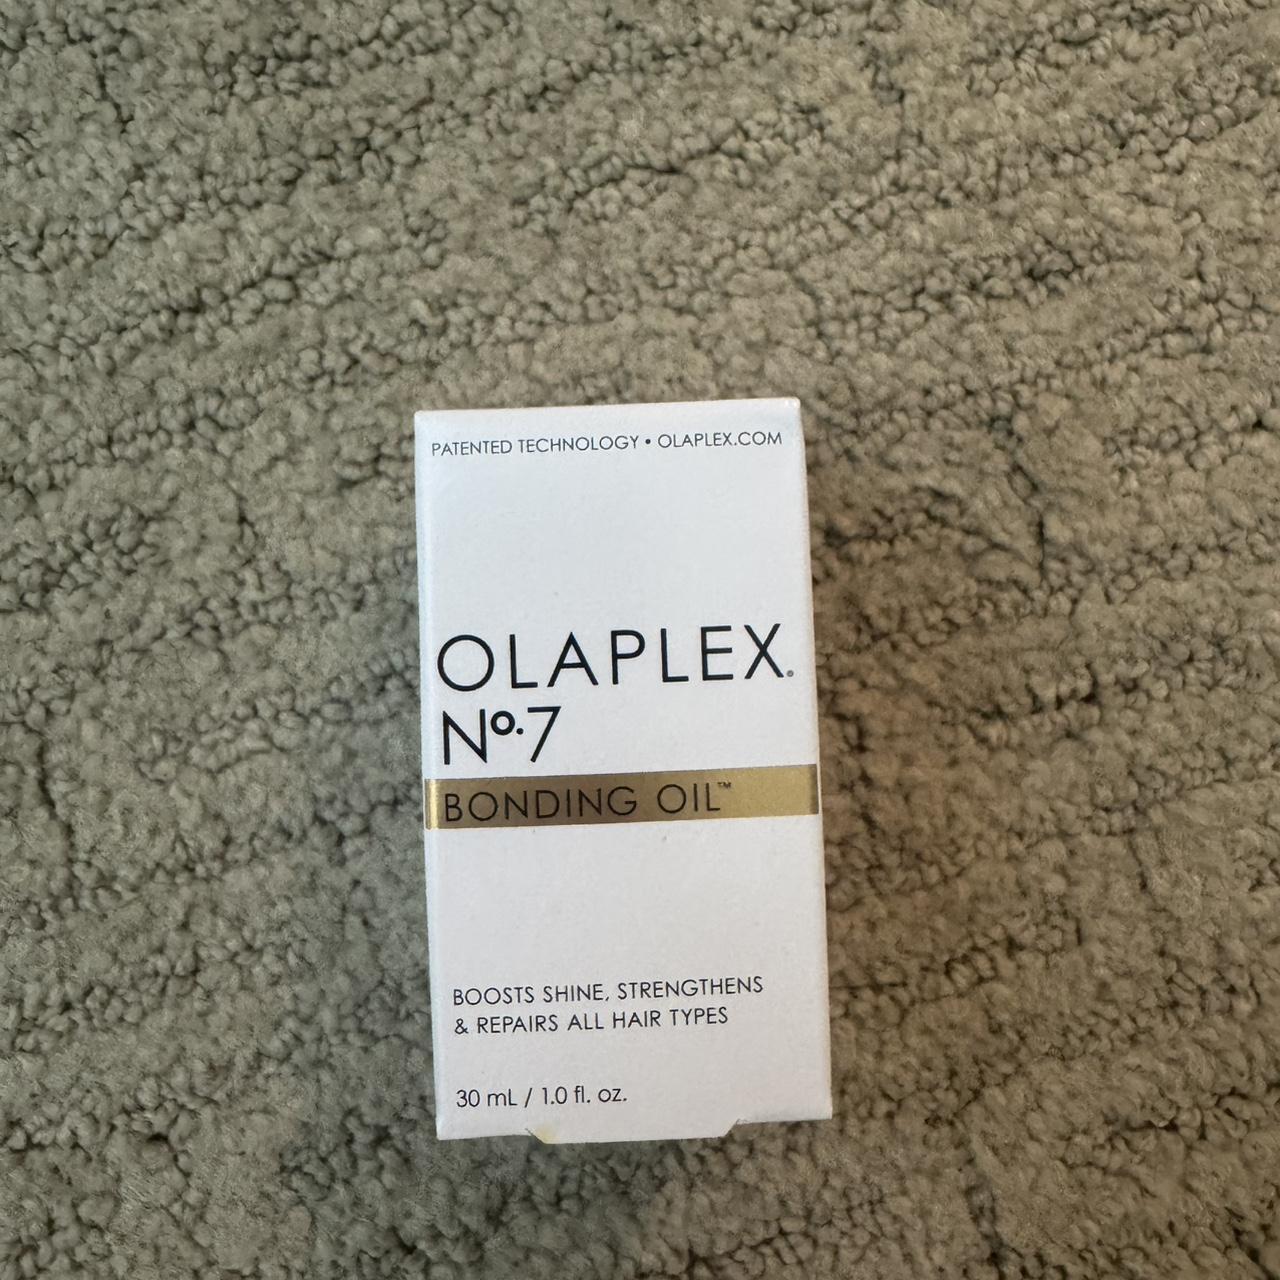 PATENTED TECHNOLOGY • OLAPLEX.COM
OLAPLEX®
Nº.7
BONDING OIL™
BOOSTS SHINE, STRENGTHENS
& REPAIRS ALL HAIR TYPES
30 mL / 1.0 fl. oz.